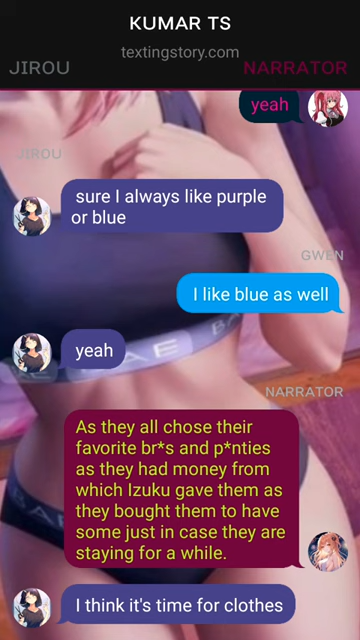 KUMAR TS
textingstory.com
JIROU
NARRATOR
yeah
JIROU
sure I always like purple
or blue
GWEN
I like blue as well
yeah
NARRATOR
As they all chose their
favorite br*s and p*nties
as they had money from
which Izuku gave them as
they bought them to have
some just in case they are
staying for a while.
I think it's time for clothes